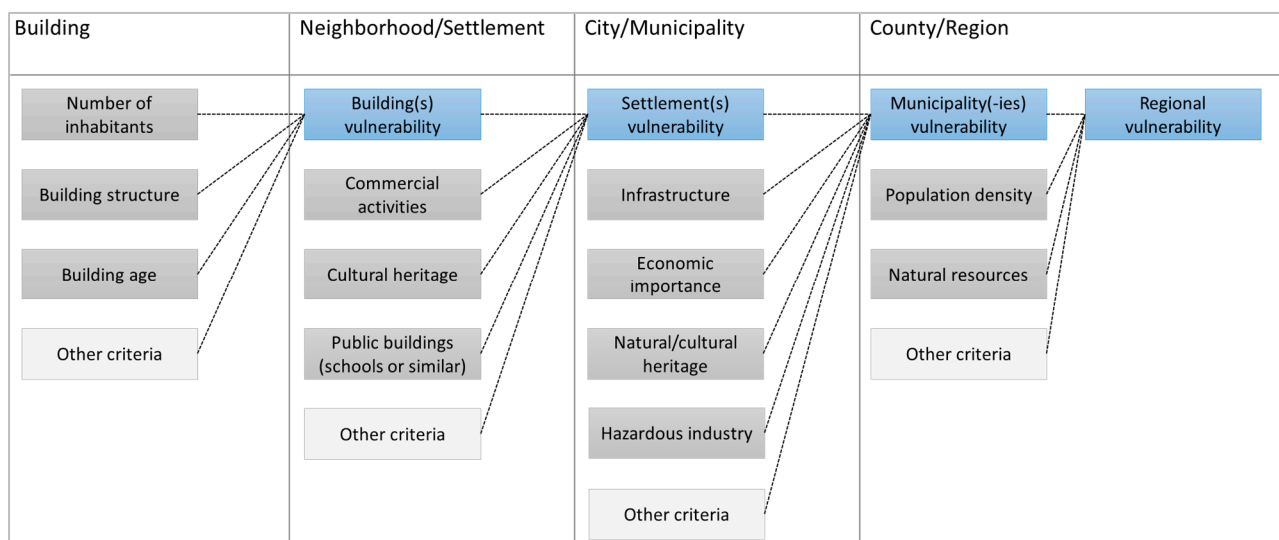 Building
Neighborhood/Settlement
City/Municipality
County/Region
Number of
inhabitants
Building structure
Building age
Other criteria
Building(s)
vulnerability
Commercial
activities
Cultural heritage
Public buildings
(schools or similar)
Other criteria
Settlement(s)
vulnerability
Infrastructure
Economic
importance
Natural/cultural
heritage
Hazardous industry
Other criteria
Municipality(-ies)
vulnerability
Population density
Natural resources
Other criteria
Regional
vulnerability